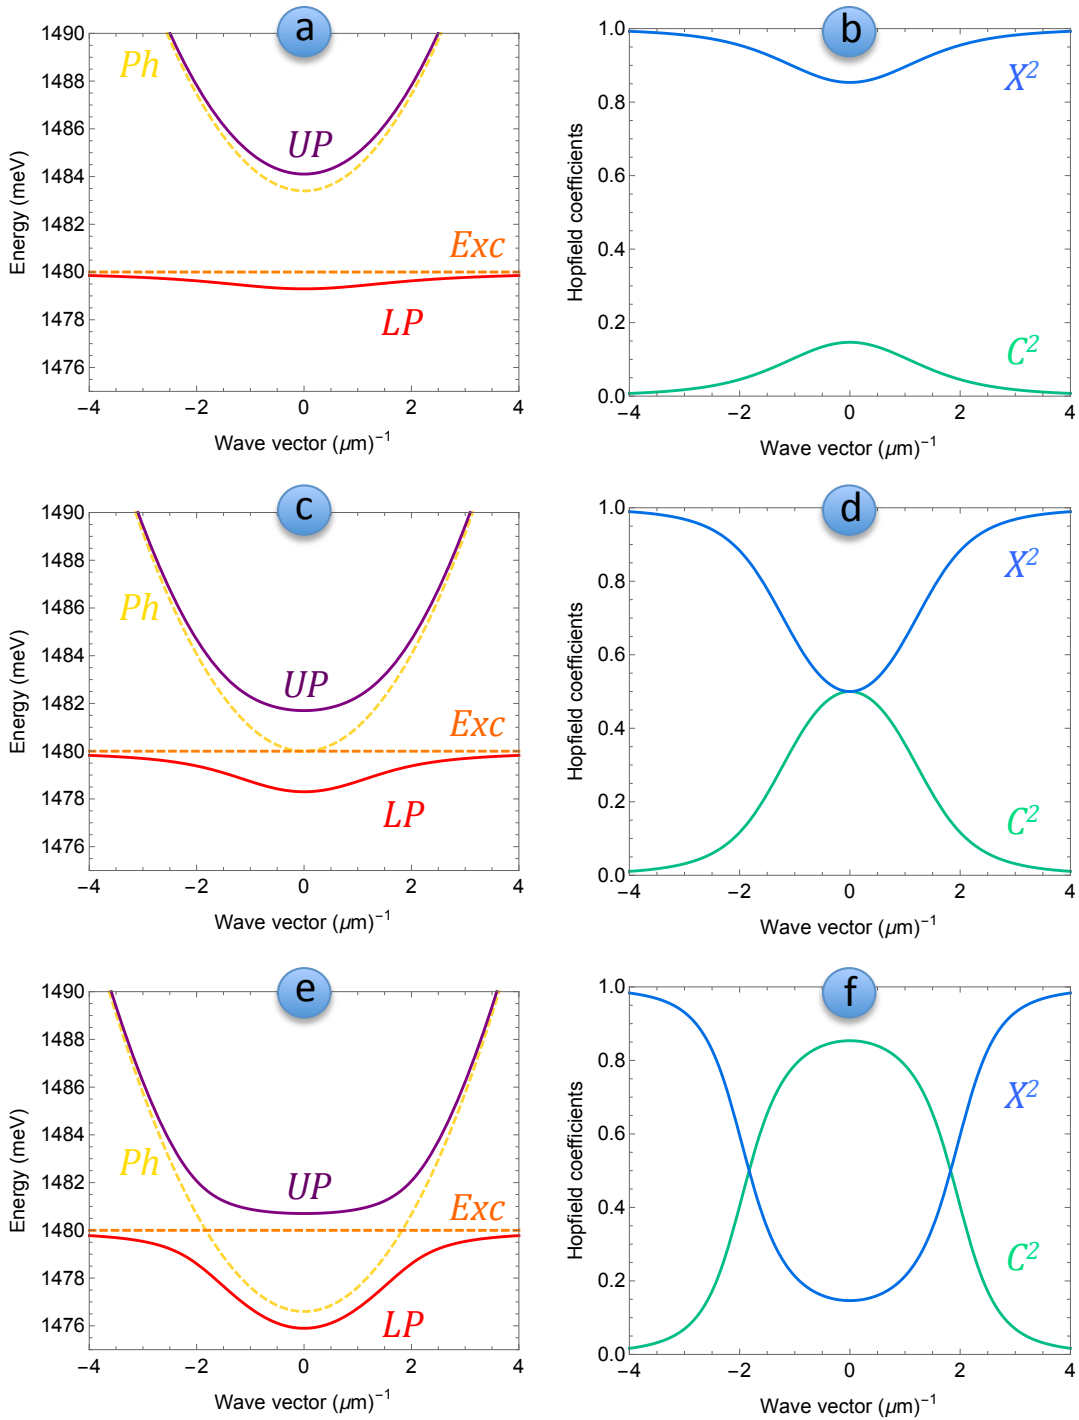 a
1490
1488
1486
1484
1482
1480
1478
1476
Energy (meV)
Ph
UP
Exc
LP
−4
−2
0
2
4
Wave vector (μm)⁻¹
b
1.0
0.8
0.6
0.4
0.2
0.0
Hopfield coefficients
X²
C²
−4
−2
0
2
4
Wave vector (μm)⁻¹
c
1490
1488
1486
1484
1482
1480
1478
1476
Energy (meV)
Ph
UP
Exc
LP
−4
−2
0
2
4
Wave vector (μm)⁻¹
d
1.0
0.8
0.6
0.4
0.2
0.0
Hopfield coefficients
X²
C²
−4
−2
0
2
4
Wave vector (μm)⁻¹
e
1490
1488
1486
1484
1482
1480
1478
1476
Energy (meV)
Ph
UP
Exc
LP
−4
−2
0
2
4
Wave vector (μm)⁻¹
f
1.0
0.8
0.6
0.4
0.2
0.0
Hopfield coefficients
X²
C²
−4
−2
0
2
4
Wave vector (μm)⁻¹